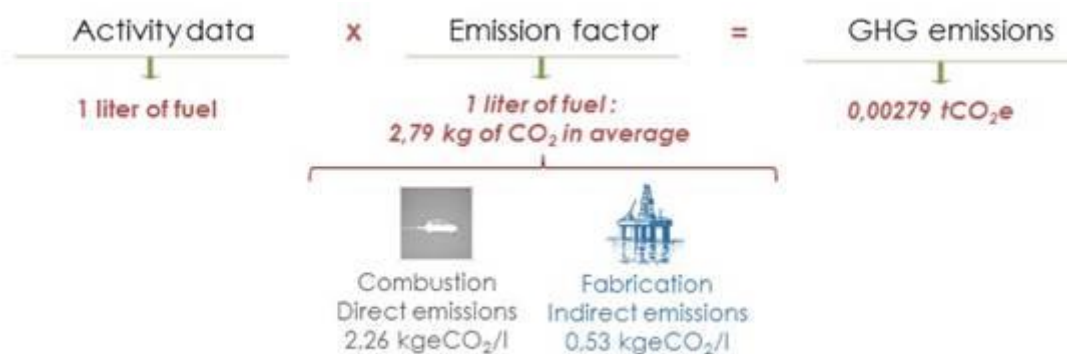 Activity data x Emission factor = GHG emissions
1 liter of fuel
1 liter of fuel :
2,79 kg of CO₂ in average
0,00279 tCO₂e
Combustion
Direct emissions
2,26 kgeCO₂/l
Fabrication
Indirect emissions
0,53 kgeCO₂/l